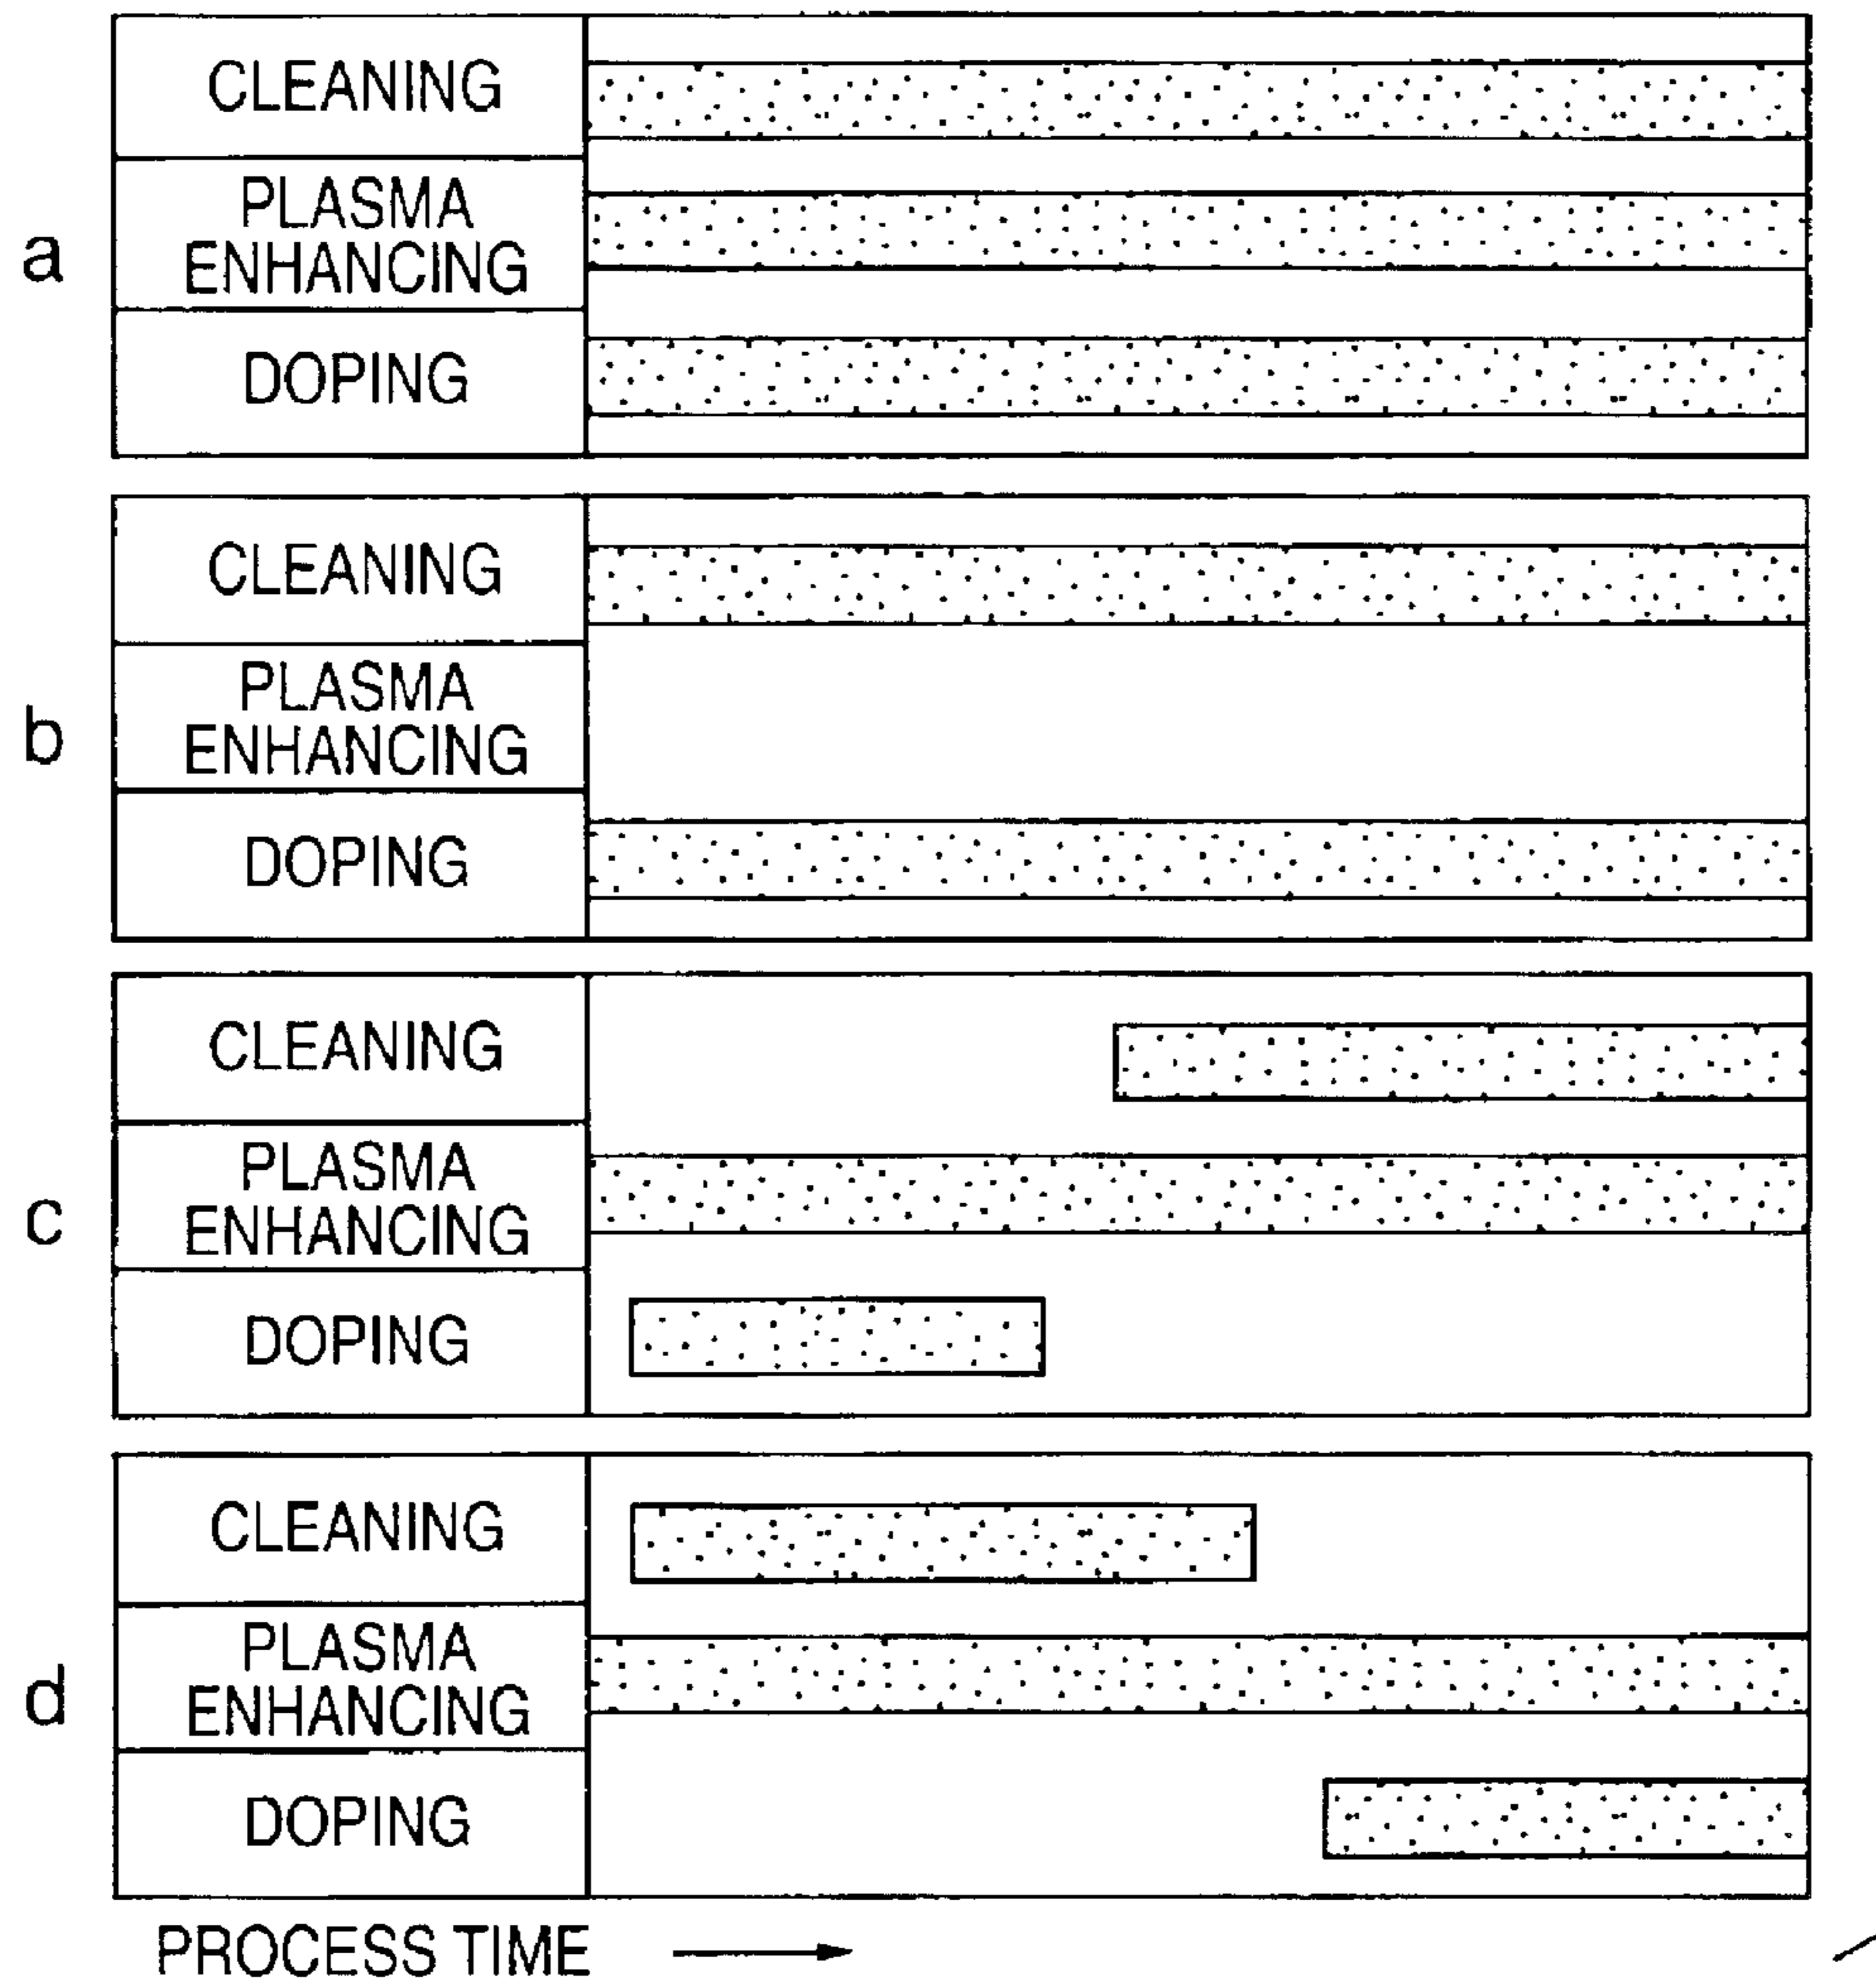 CLEANING
a
PLASMA
ENHANCING
DOPING
CLEANING
b
PLASMA
ENHANCING
DOPING
CLEANING
c
PLASMA
ENHANCING
DOPING
CLEANING
d
PLASMA
ENHANCING
DOPING
PROCESS TIME